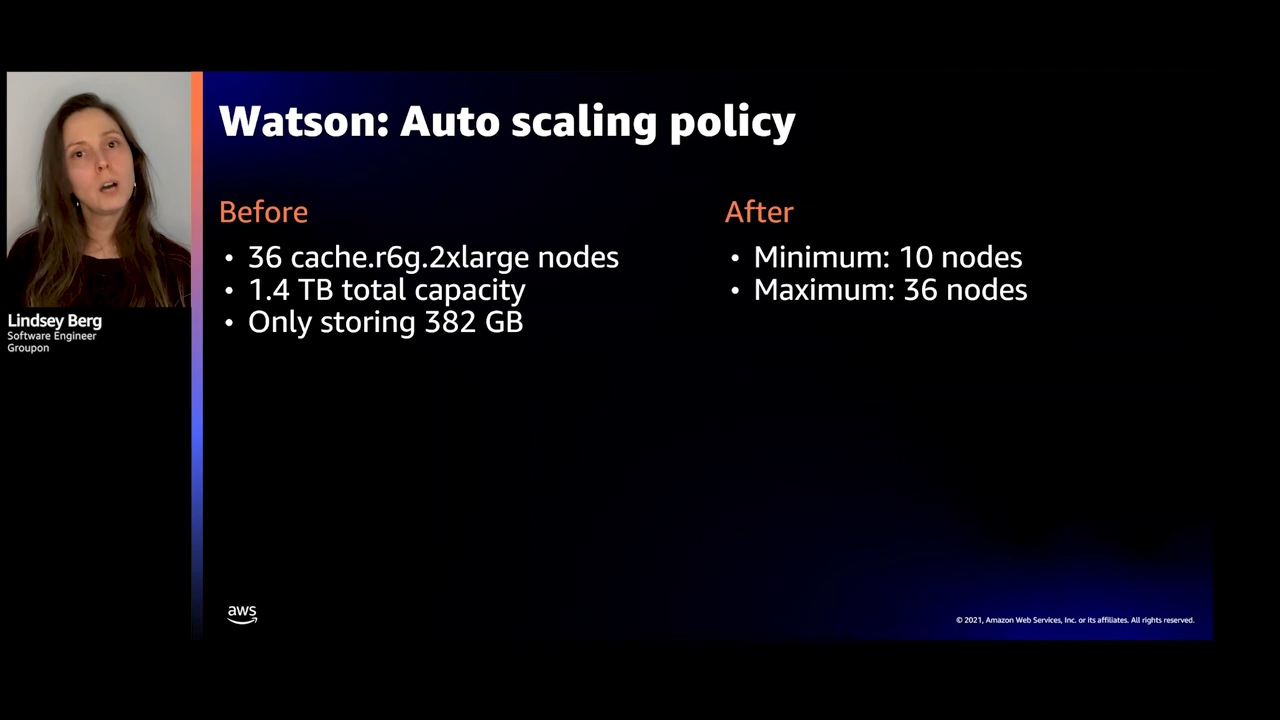 Watson: Auto scaling policy
Before
• 36 cache.r6g.2xlarge nodes
• 1.4 TB total capacity
• Only storing 382 GB
After
• Minimum: 10 nodes
• Maximum: 36 nodes
Lindsey Berg
Software Engineer
Groupon
aws
© 2021, Amazon Web Services, Inc. or its affiliates. All rights reserved.